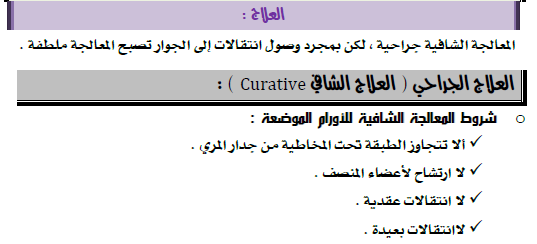 العلاج :
المعالجة الشافية جراحية ، لكن بمجرد وصول انتقالات إلى الجوار تصبح المعالجة ملطفة .
العلاج الجراحي ( العلاج الشافي Curative ) :
o شروط المعالجة الشافية للأورام الموضعة :
✓ ألا تتجاوز الطبقة تحت المخاطية من جدار المري .
✓ لا ارتشاح لأعضاء المنصف .
✓ لا انتقالات عقدية .
✓ لاانتقالات بعيدة .